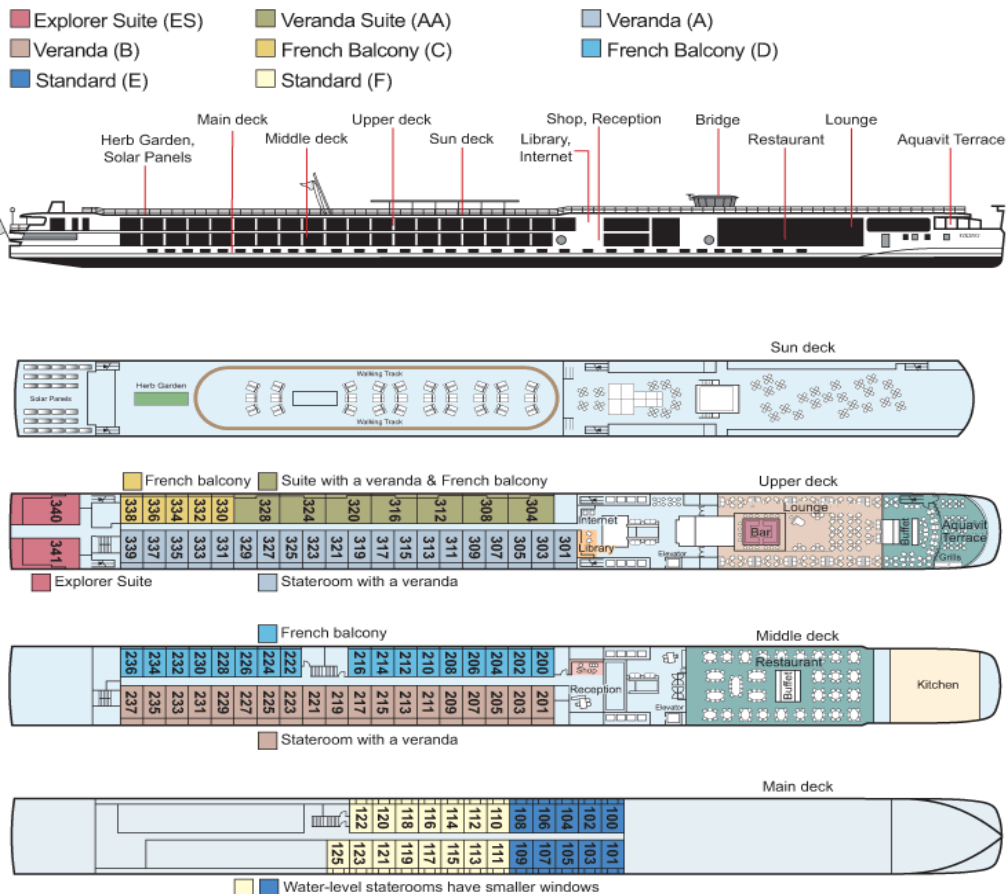 Explorer Suite (ES)
Veranda Suite (AA)
Veranda (A)
Veranda (B)
French Balcony (C)
French Balcony (D)
Standard (E)
Standard (F)
Herb Garden,
Solar Panels
Main deck
Middle deck
Upper deck
Sun deck
Library,
Internet
Shop, Reception
Bridge
Restaurant
Lounge
Aquavit Terrace
Sun deck
Solar Panels
Herb Garden
Walking Track
Walking Track
French balcony
Suite with a veranda & French balcony
Upper deck
340
338 336 334 332 330 328 324 320 316 312 308 304
341
339 337 335 333 331 329 327 225 223 321 319 317 315 313 311 309 307 305 303 301
Internet
Library
Elevator
Lounge
Bar
Buffet
Aquavit
Terrace
Grills
Explorer Suite
Stateroom with a veranda
French balcony
Middle deck
236 234 232 230 228 226 224 222 216 214 212 210 208 206 204 202 200
237 235 233 231 229 227 225 223 221 219 217 215 213 211 209 207 205 203 201
Shop
Reception
Elevator
Restaurant
Buffet
Kitchen
Stateroom with a veranda
Main deck
122 120 118 116 114 112 110 108 106 104 102 100
125 123 121 119 117 115 113 111 109 107 105 103 101
Water-level staterooms have smaller windows